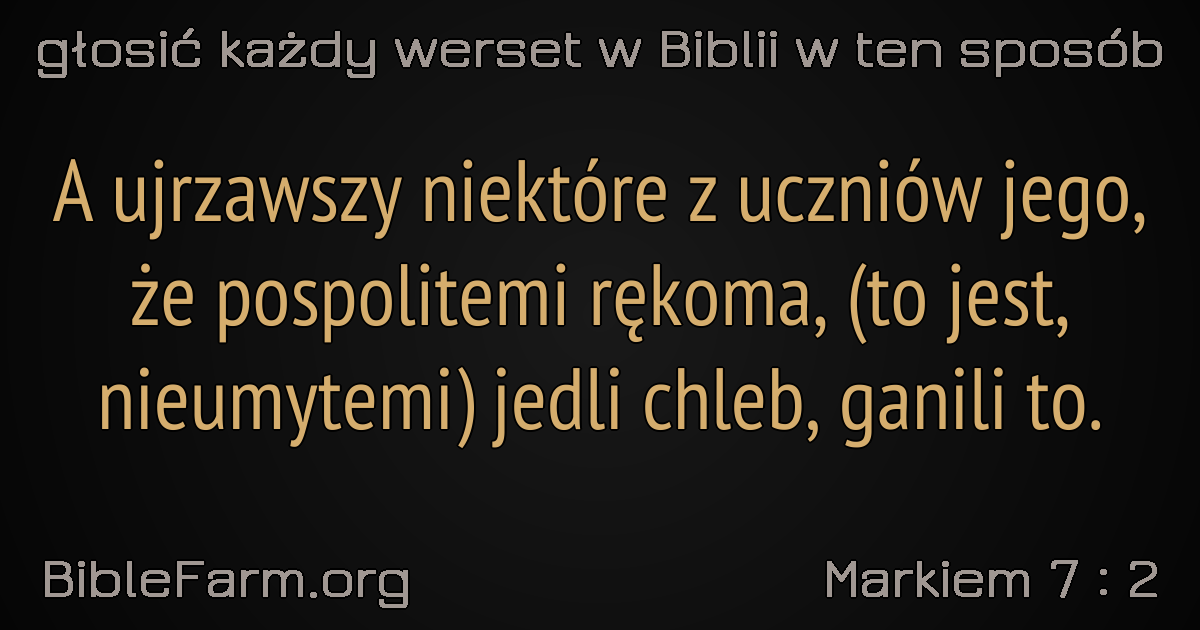 głosić każdy werset w Biblii w ten sposób
A ujrzawszy niektóre z uczniów jego,
że pospolitemi rękoma, (to jest,
nieumytemi) jedli chleb, ganili to.
BibleFarm.org
Markiem 7 : 2